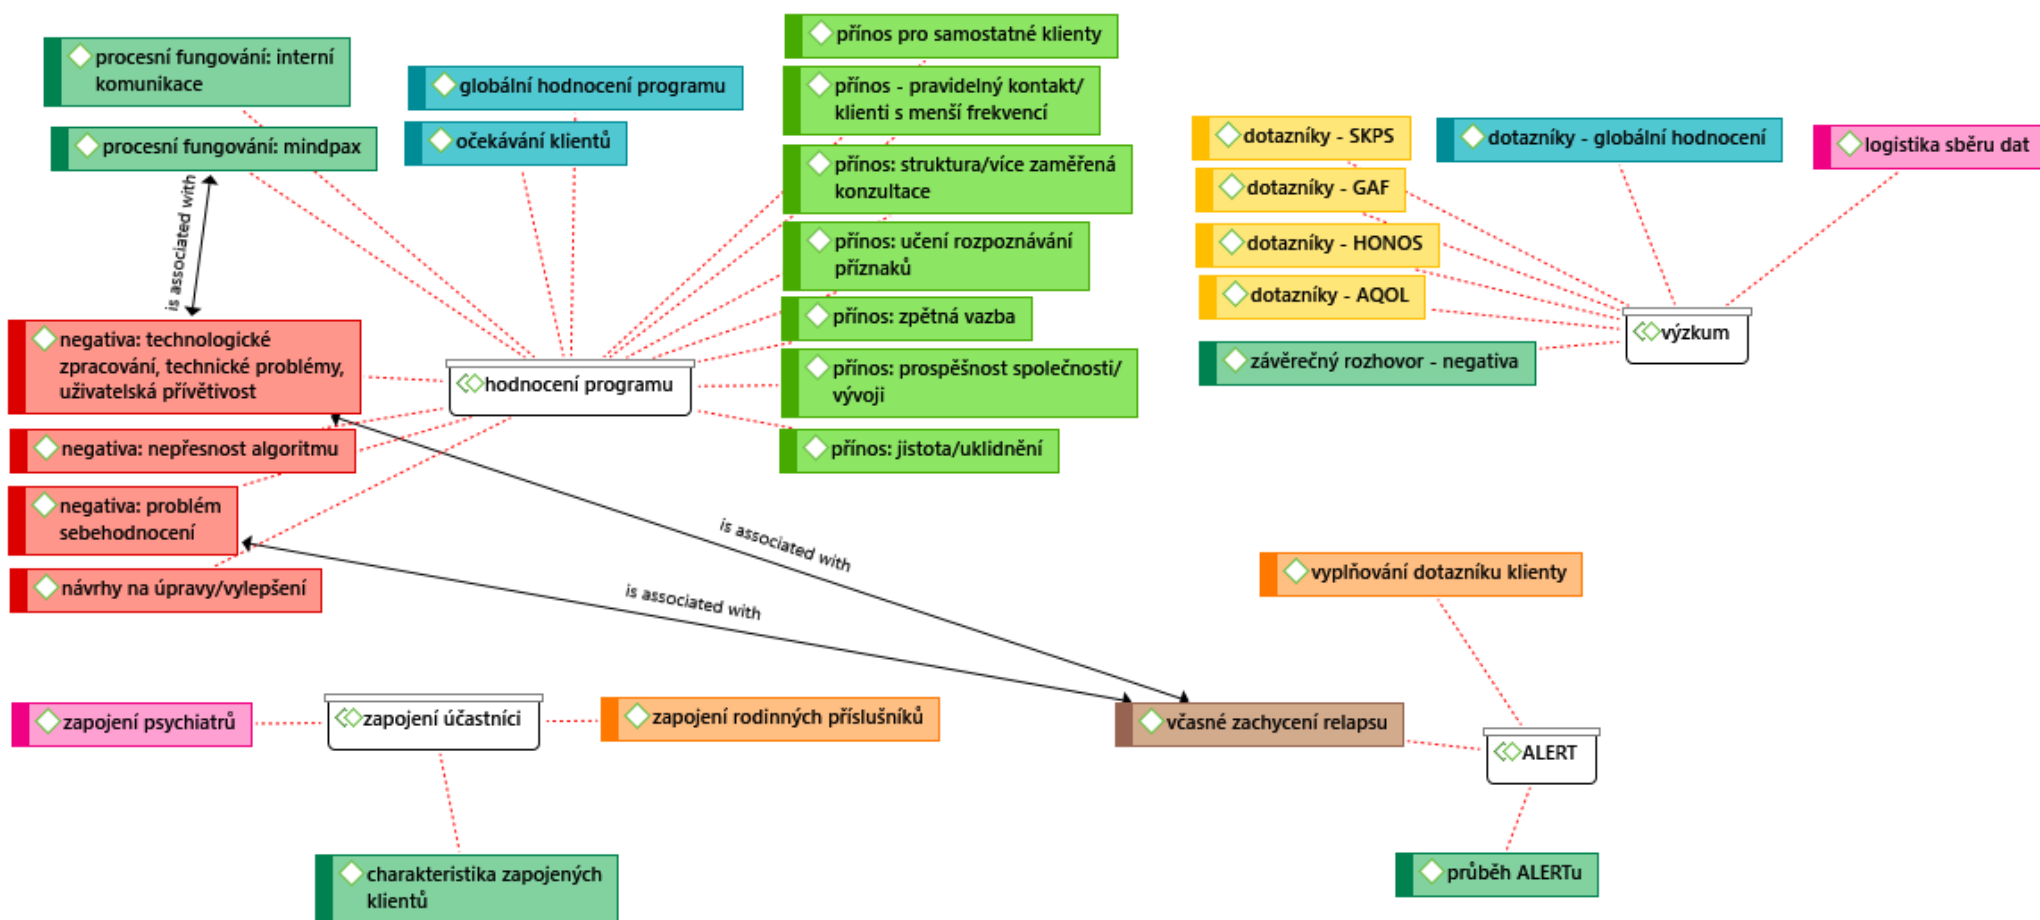 procesní fungování: interní
komunikace
procesní fungování: mindpax
globální hodnocení programu
očekávání klientů
přínos pro samostatné klienty
přínos - pravidelný kontakt/
klienti s menší frekvencí
přínos: struktura/více zaměřená
konzultace
přínos: učení rozpoznávání
příznaků
přínos: zpětná vazba
přínos: prospěšnost společnosti/
vývoji
přínos: jistota/uklidnění
is associated with
negativa: technologické
zpracování, technické problémy,
uživatelská přívětivost
negativa: nepřesnost algoritmu
negativa: problém
sebehodnocení
návrhy na úpravy/vylepšení
hodnocení programu
dotazníky - SKPS
dotazníky - GAF
dotazníky - HONOS
dotazníky - AQOL
závěrečný rozhovor - negativa
dotazníky - globální hodnocení
logistika sběru dat
výzkum
is associated with
is associated with
zapojení psychiatrů
zapojení účastníci
zapojení rodinných příslušníků
charakteristika zapojených
klientů
vyplňování dotazníku klienty
včasné zachycení relapsu
ALERT
průběh ALERTu